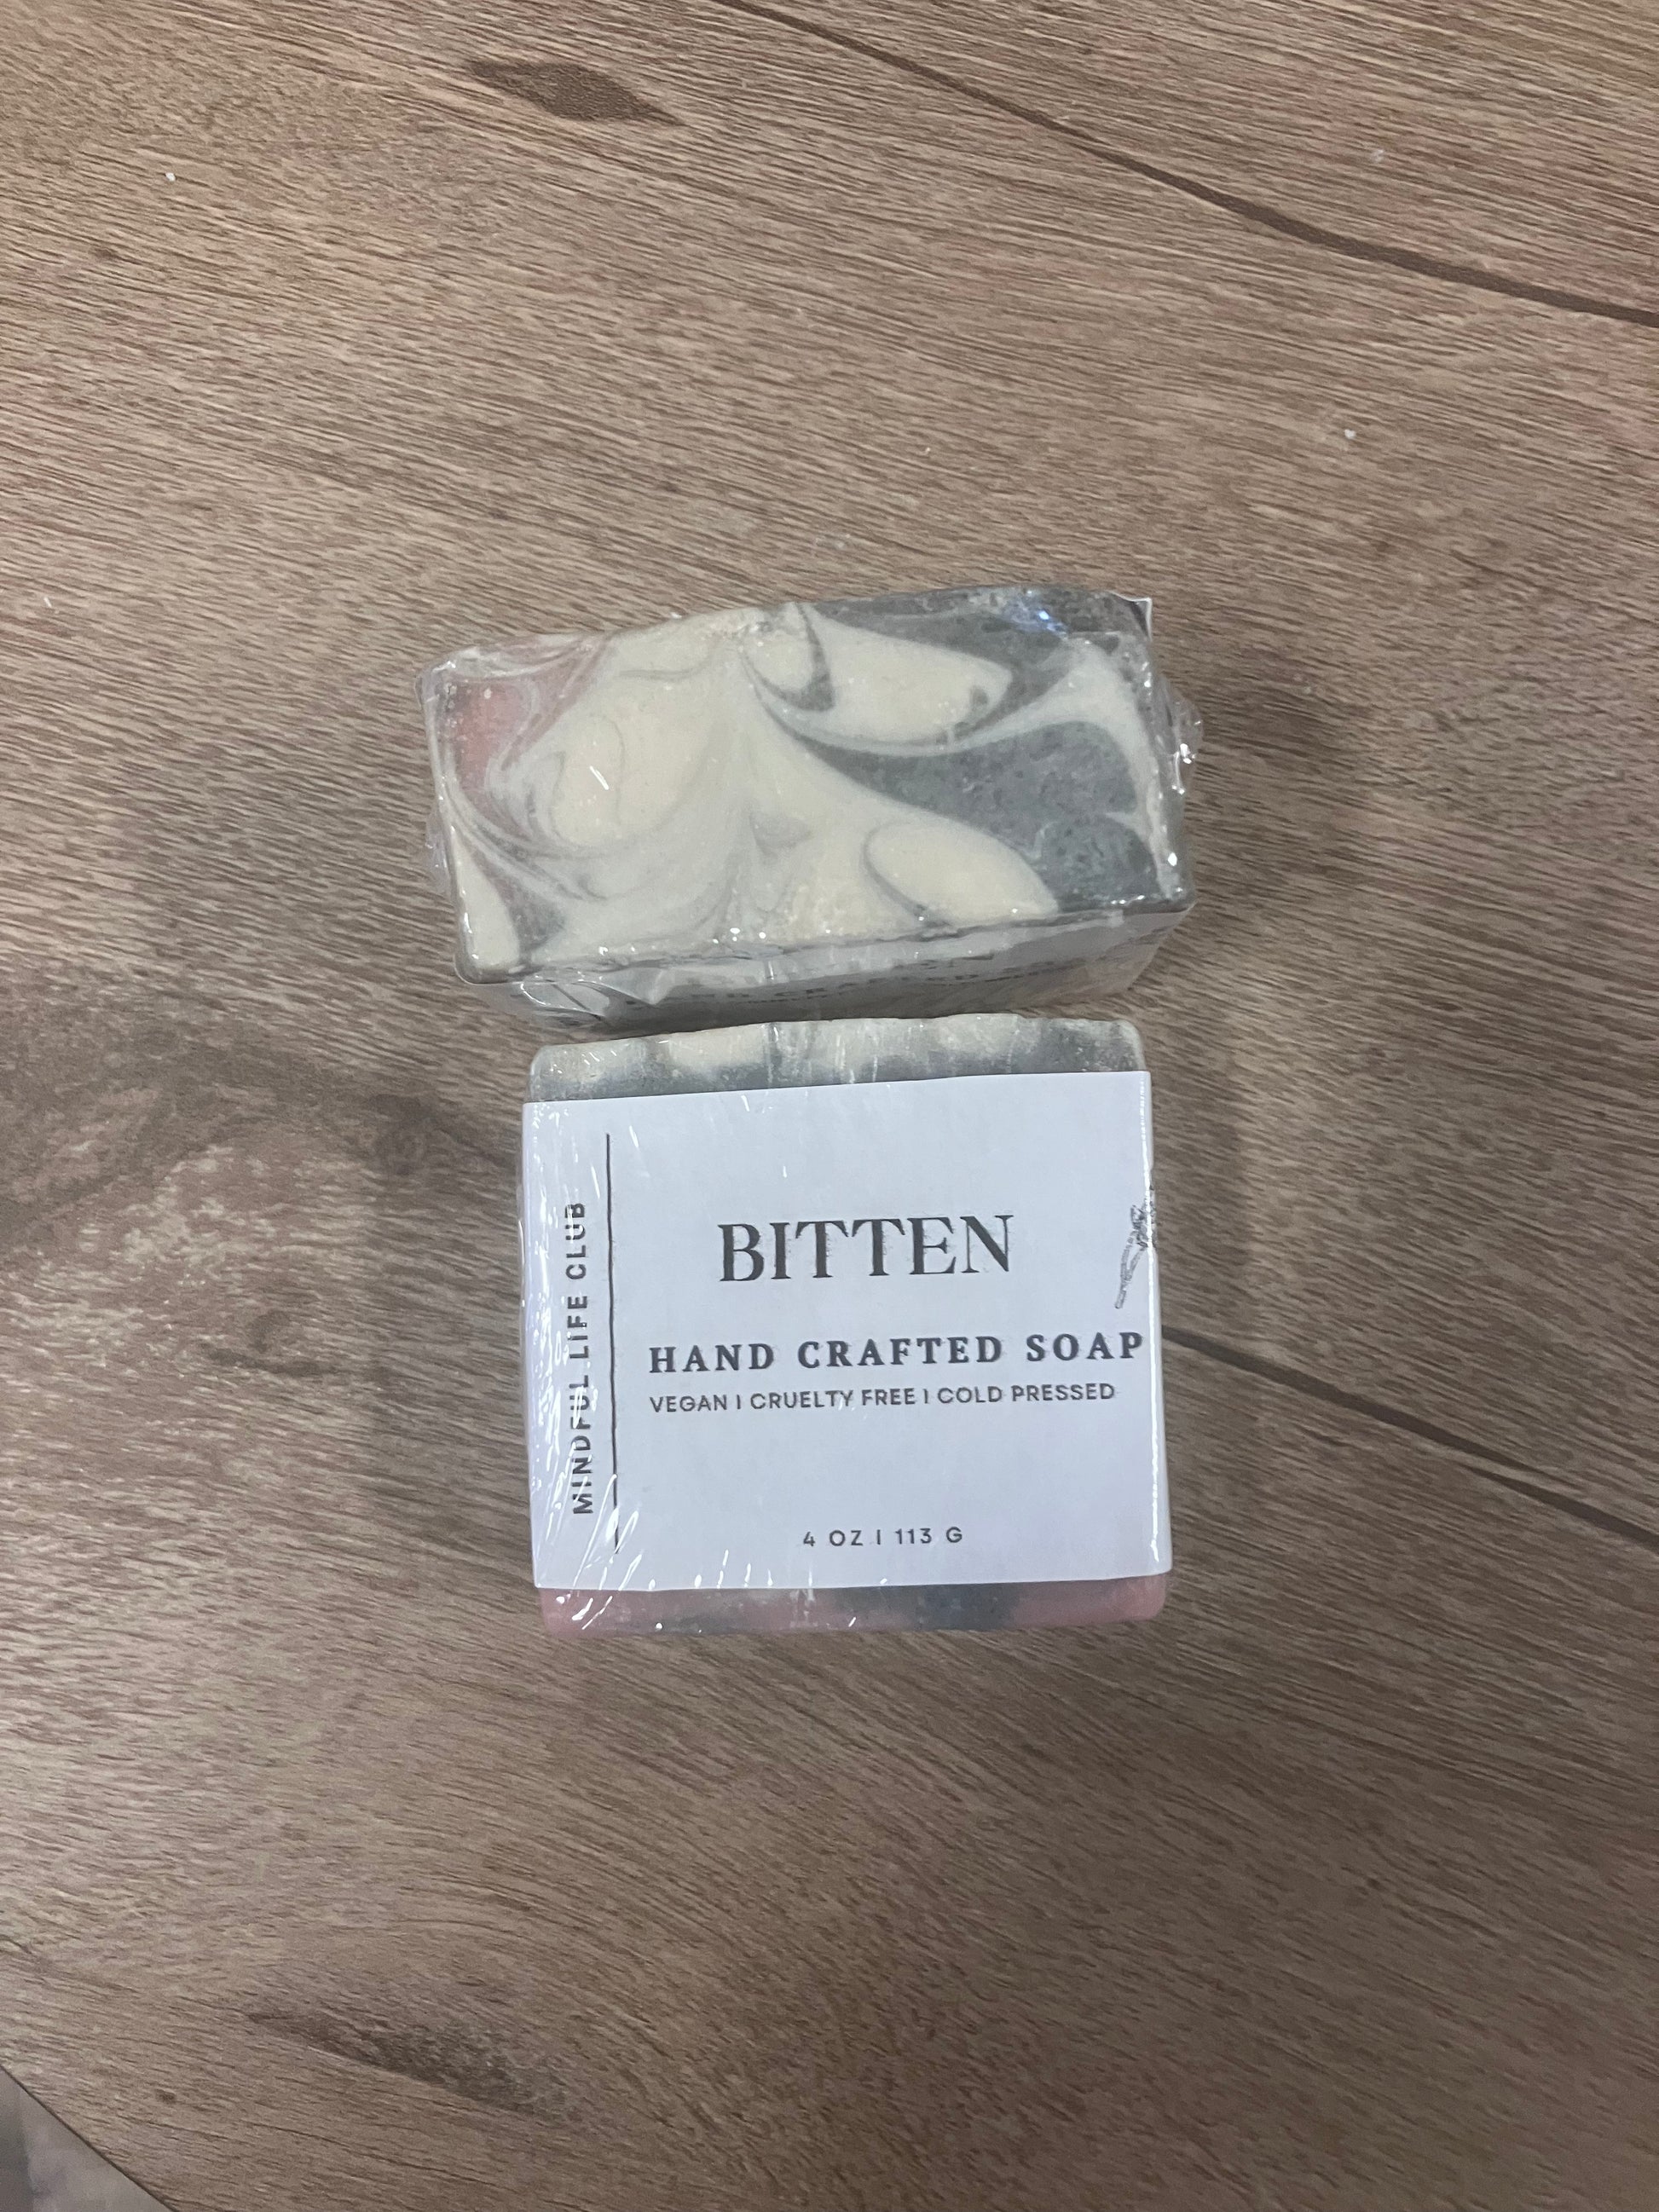 MINDFUL LIFE CLUB
BITTEN
HAND CRAFTED SOAP
VEGAN I CRUELTY FREE I COLD PRESSED
4 OZ I 113 G